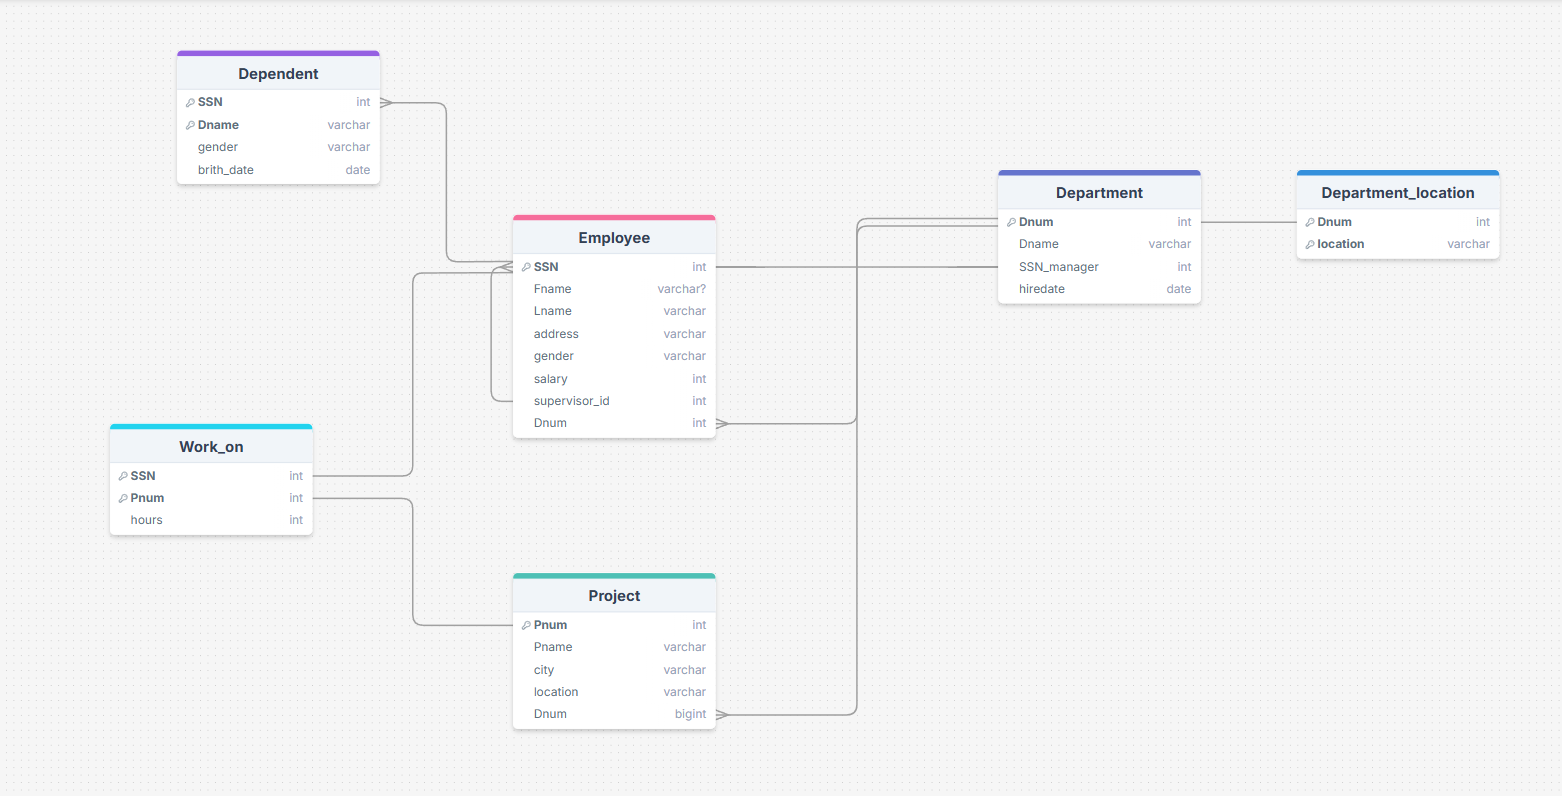 Dependent
SSN int
Dname varchar
gender varchar
brith_date date
Employee
SSN int
Fname varchar?
Lname varchar
address varchar
gender varchar
salary int
supervisor_id int
Dnum int
Department
Dnum int
Dname varchar
SSN_manager int
hiredate date
Department_location
Dnum int
location varchar
Work_on
SSN int
Pnum int
hours int
Project
Pnum int
Pname varchar
city varchar
location varchar
Dnum bigint